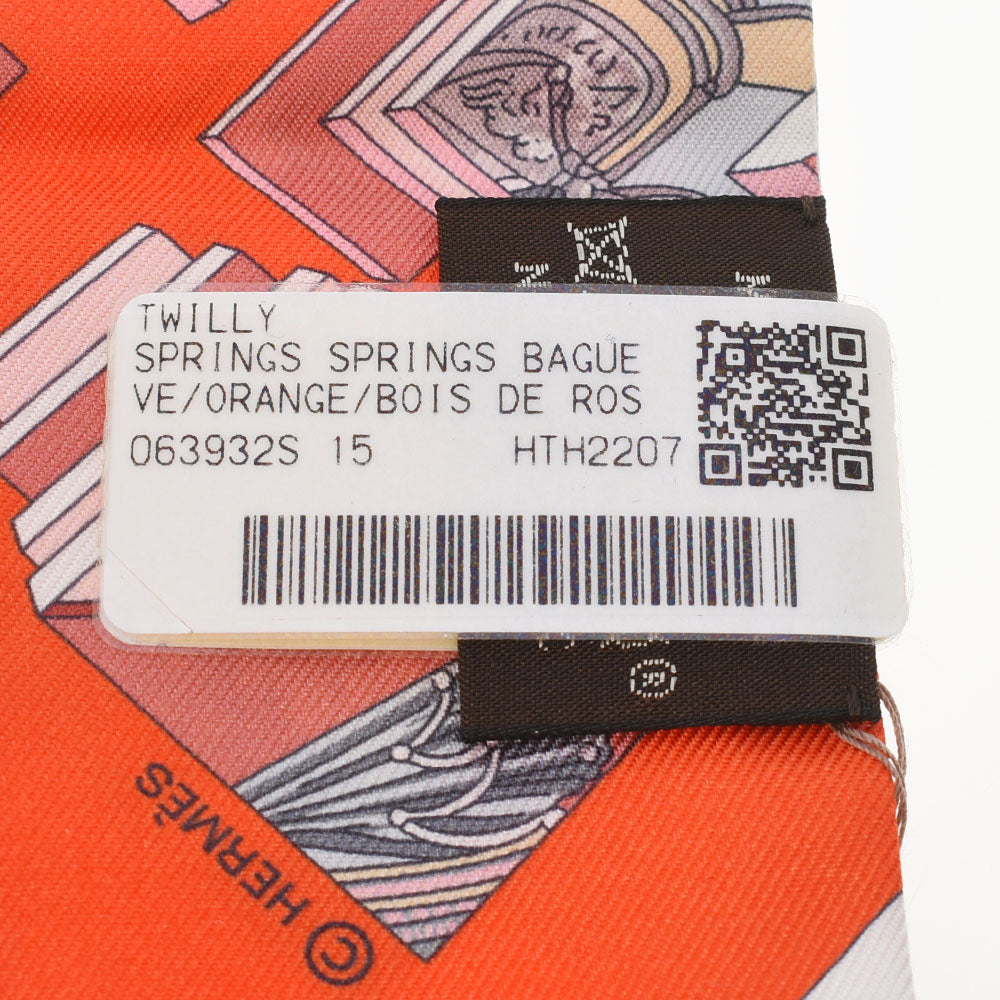 TWILLY
SPRINGS SPRINGS BAGUE
VE/ORANGE/BOIS DE ROS
063932S 15 HTH2207
© HERMÈS